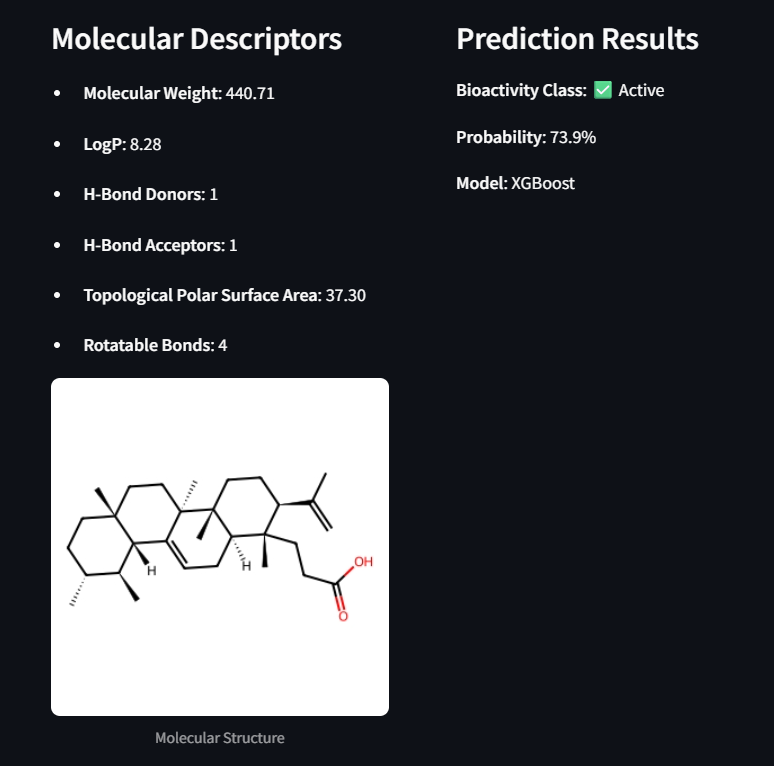 Molecular Descriptors
Molecular Weight: 440.71
LogP: 8.28
H-Bond Donors: 1
H-Bond Acceptors: 1
Topological Polar Surface Area: 37.30
Rotatable Bonds: 4
H
H
OH
O
Molecular Structure
Prediction Results
Bioactivity Class: ✅ Active
Probability: 73.9%
Model: XGBoost